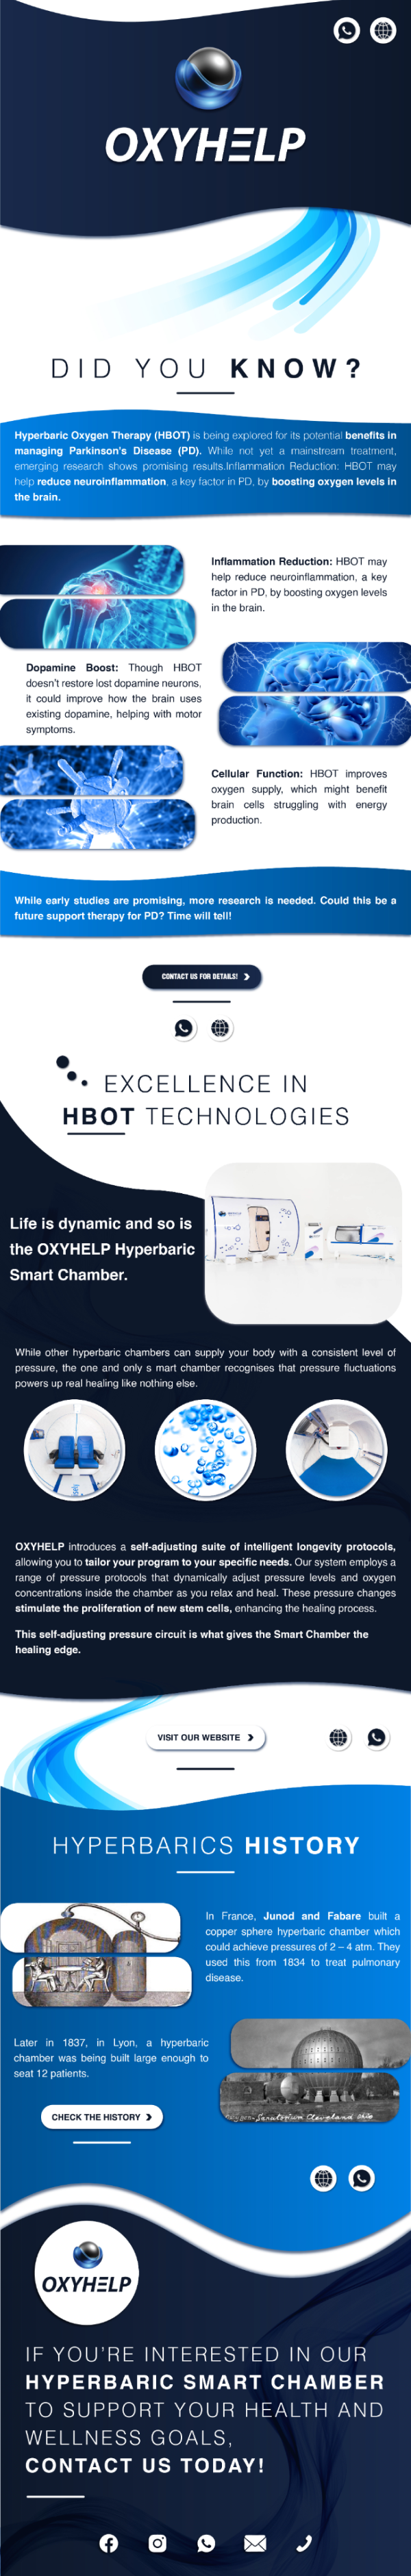 OXYHELP
DID YOU KNOW?
Hyperbaric Oxygen Therapy (HBOT) is being explored for its potential benefits in
managing Parkinson's Disease (PD). While not yet a mainstream treatment,
emerging research shows promising results.Inflammation Reduction: HBOT may
help reduce neuroinflammation, a key factor in PD, by boosting oxygen levels in
the brain.
Inflammation Reduction: HBOT may
help reduce neuroinflammation, a key
factor in PD, by boosting oxygen levels
in the brain.
Dopamine Boost: Though HBOT
doesn't restore lost dopamine neurons,
it could improve how the brain uses
existing dopamine, helping with motor
symptoms.
Cellular Function: HBOT improves
oxygen supply, which might benefit
brain cells struggling with energy
production.
While early studies are promising, more research is needed. Could this be a
future support therapy for PD? Time will tell!
CONTACT US FOR DETAILS!
EXCELLENCE IN
HBOT TECHNOLOGIES
Life is dynamic and so is
the OXYHELP Hyperbaric
Smart Chamber.
While other hyperbaric chambers can supply your body with a consistent level of
pressure, the one and only s mart chamber recognises that pressure fluctuations
powers up real healing like nothing else.
OXYHELP introduces a self-adjusting suite of intelligent longevity protocols,
allowing you to tailor your program to your specific needs. Our system employs a
range of pressure protocols that dynamically adjust pressure levels and oxygen
concentrations inside the chamber as you relax and heal. These pressure changes
stimulate the proliferation of new stem cells, enhancing the healing process.
This self-adjusting pressure circuit is what gives the Smart Chamber the
healing edge.
VISIT OUR WEBSITE
HYPERBARICS HISTORY
In France, Junod and Fabare built a
copper sphere hyperbaric chamber which
could achieve pressures of 2 – 4 atm. They
used this from 1834 to treat pulmonary
disease.
Later in 1837, in Lyon, a hyperbaric
chamber was being built large enough to
seat 12 patients.
CHECK THE HISTORY
OXYHELP
IF YOU'RE INTERESTED IN OUR
HYPERBARIC SMART CHAMBER
TO SUPPORT YOUR HEALTH AND
WELLNESS GOALS,
CONTACT US TODAY!